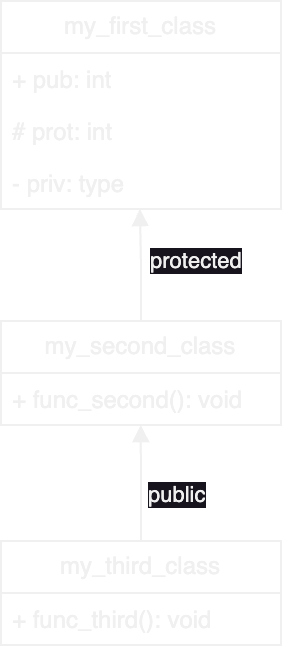 my_first_class
+ pub: int
# prot: int
- priv: type
protected
my_second_class
+ func_second(): void
public
my_third_class
+ func_third(): void